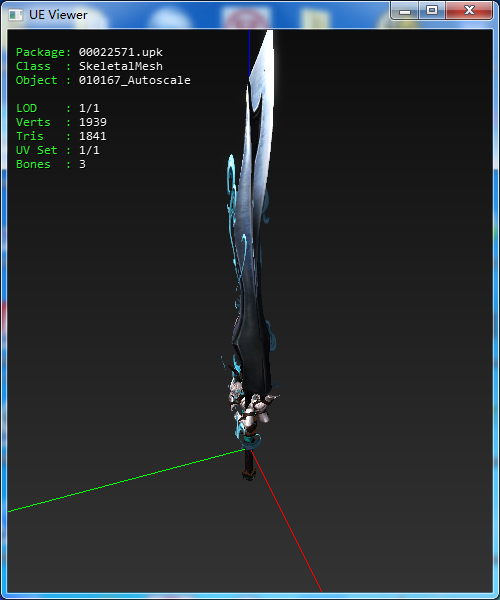 UE Viewer
Package: 00022571.upk
Class : SkeletalMesh
Object : 010167_Autoscale
LOD : 1/1
Verts : 1939
Tris : 1841
UV Set : 1/1
Bones : 3